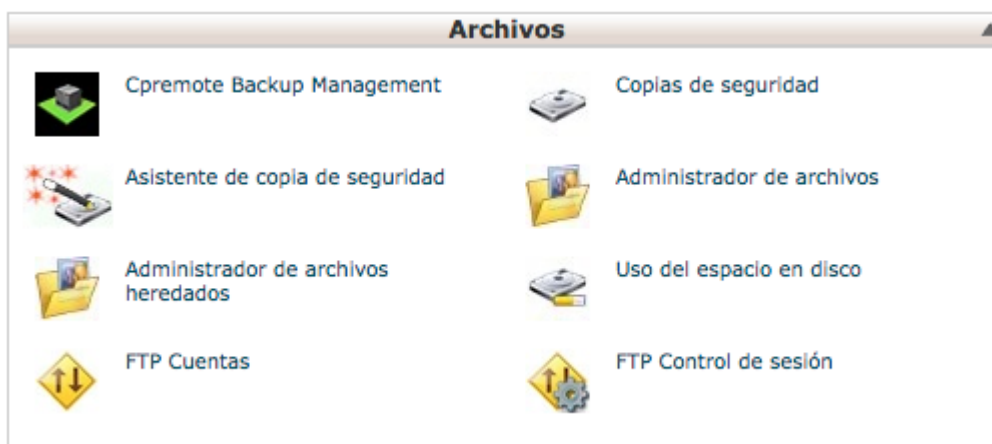 Archivos
Cpremote Backup Management
Copias de seguridad
Asistente de copia de seguridad
Administrador de archivos
Administrador de archivos
heredados
Uso del espacio en disco
FTP Cuentas
FTP Control de sesión